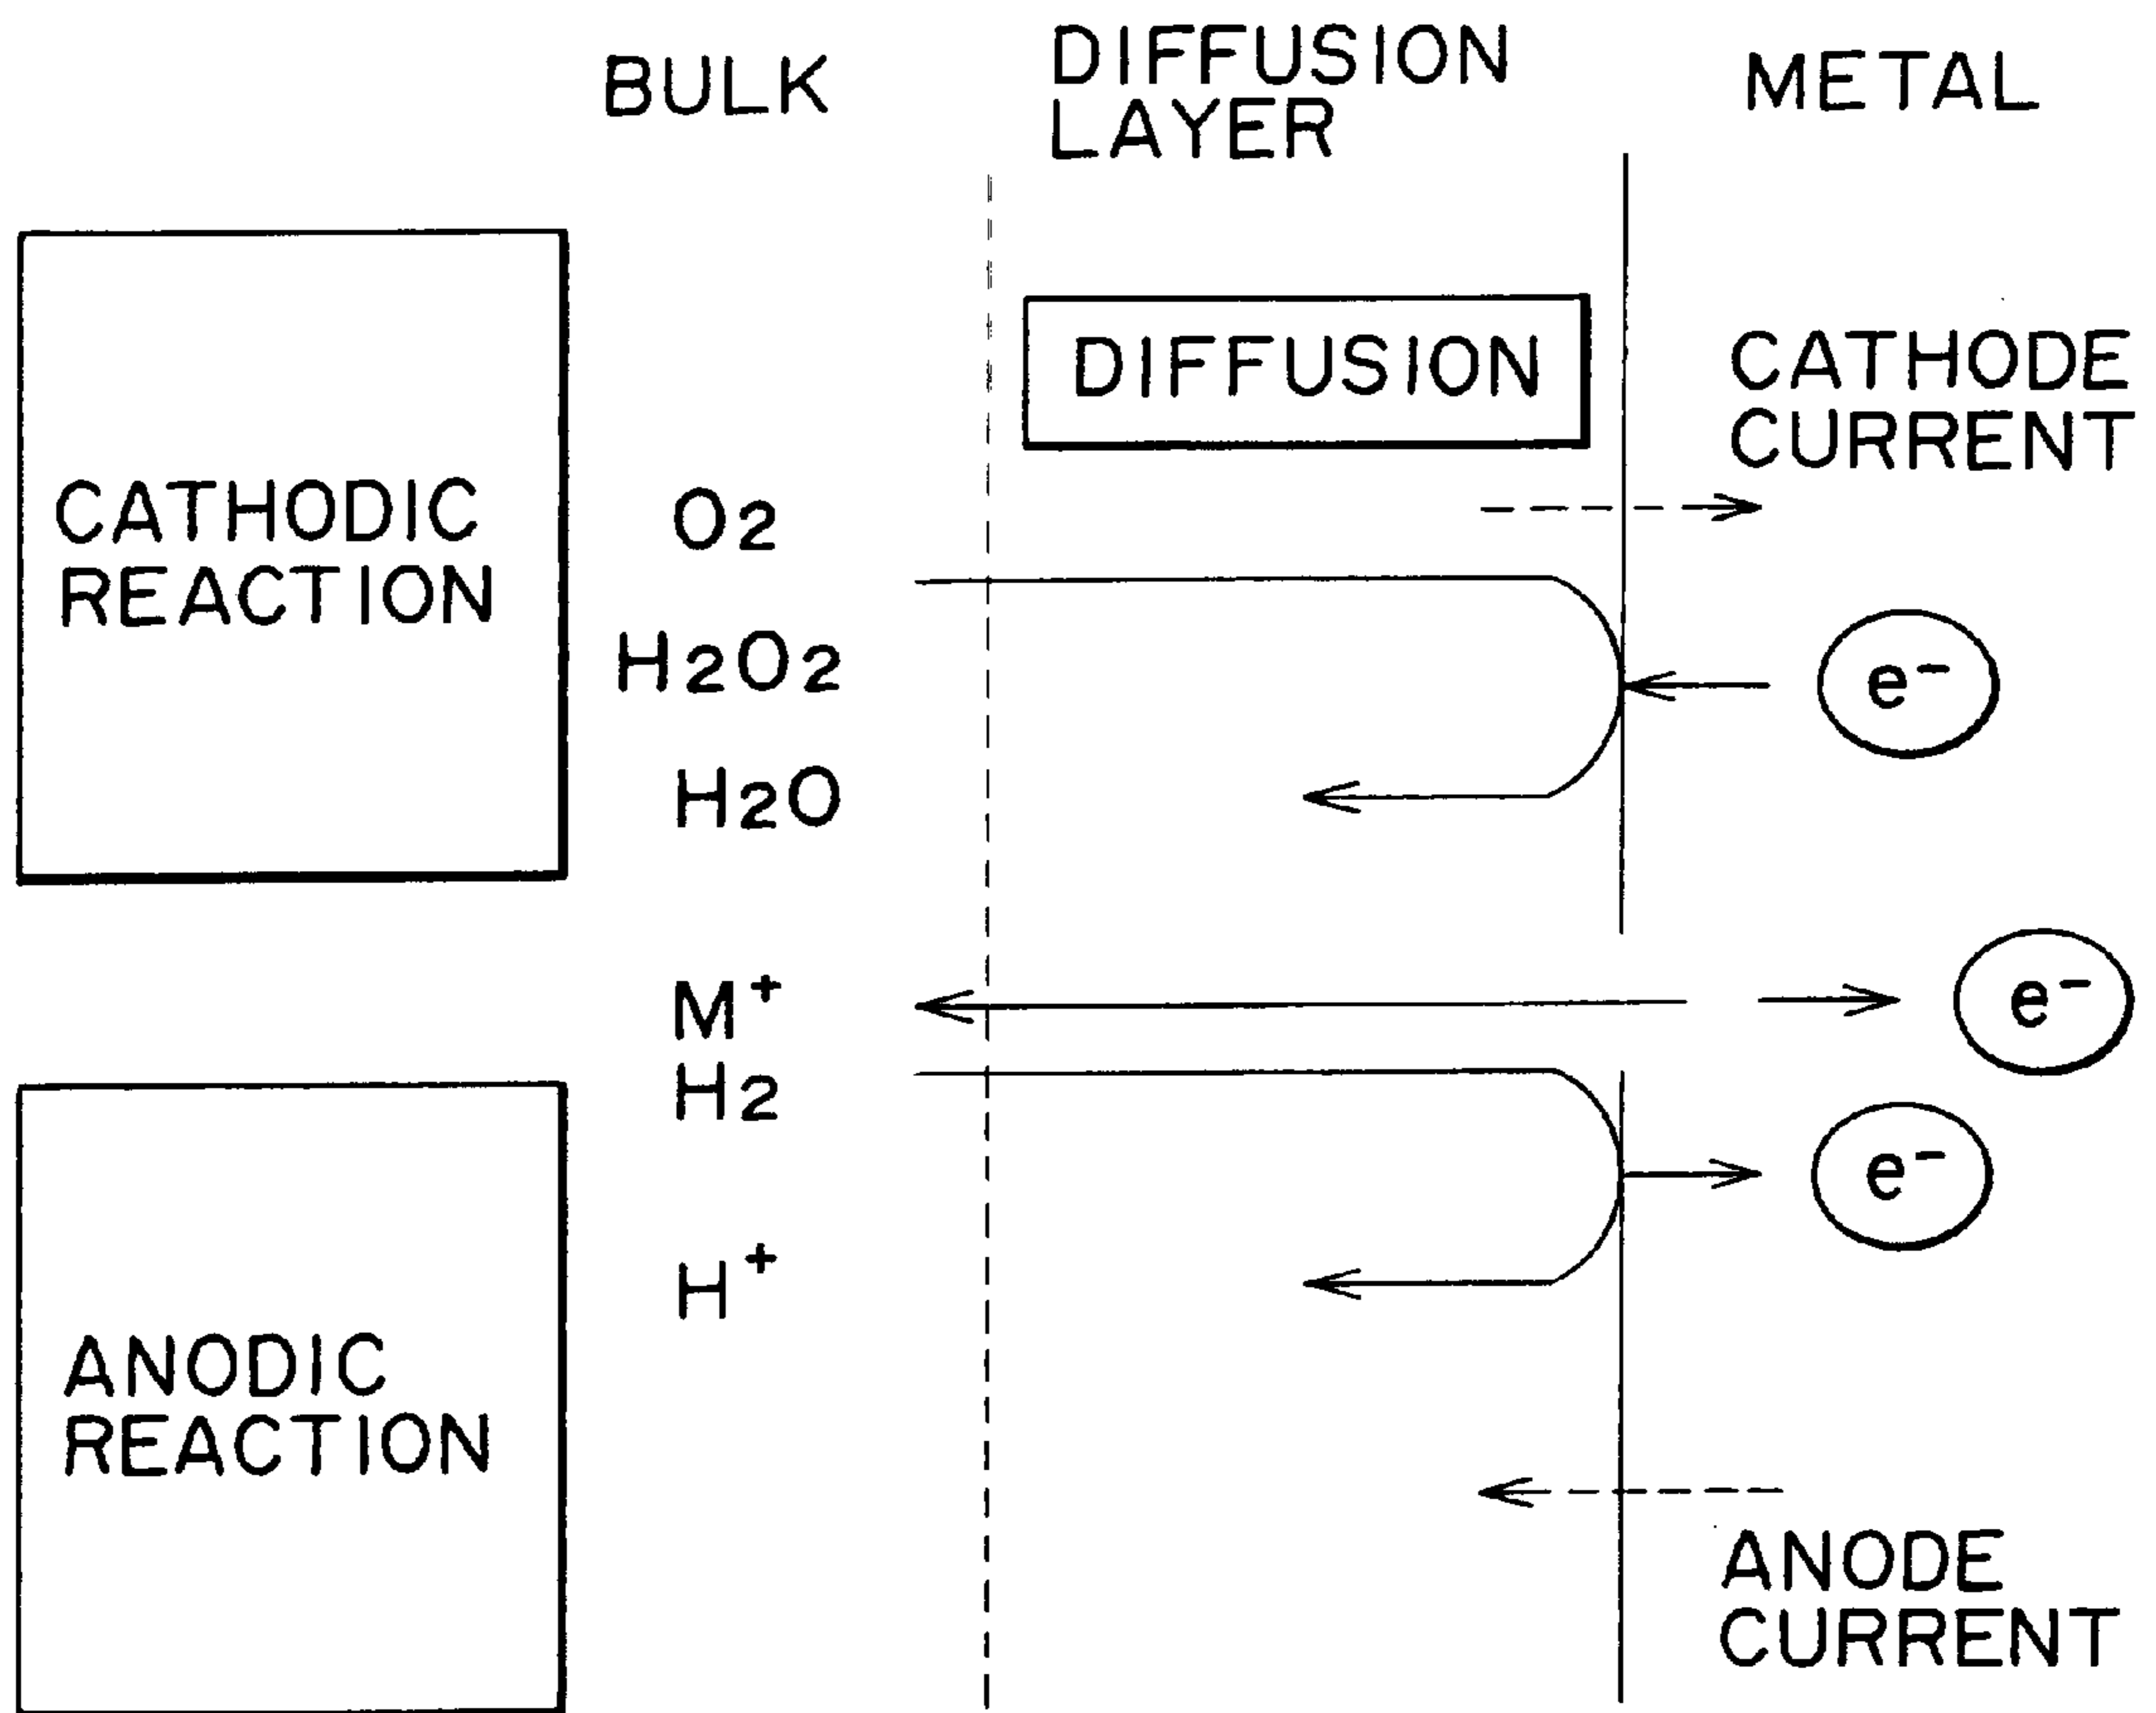 BULK
DIFFUSION
LAYER
METAL
DIFFUSION
CATHODE
CURRENT
CATHODIC
REACTION
O2
H2O2
e-
H2O
M+
e-
H2
e-
H+
ANODIC
REACTION
ANODE
CURRENT